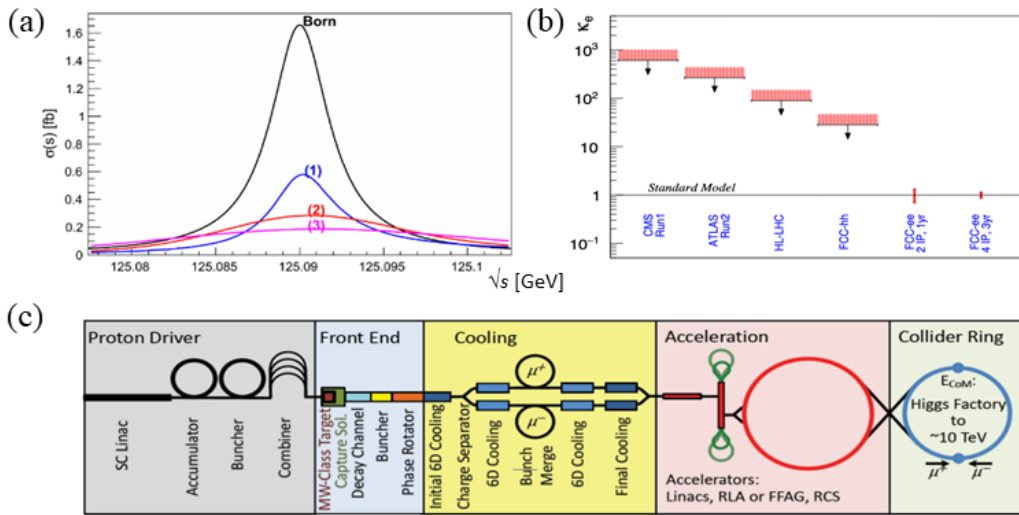 (a)
Born
1.6
1.4
1.2
1
0.8
0.6
0.4
0.2
0
σ(s) [fb]
(1)
(2)
(3)
125.08
125.085
125.09
125.095
125.1
√s [GeV]
(b)
κe
10³
10²
10
1
10⁻¹
Standard Model
CMS
Run1
ATLAS
Run2
HL-LHC
FCC-hh
FCC-ee
2 IP, 1yr
FCC-ee
4 IP, 3yr
(c)
Proton Driver
SC Linac
Accumulator
Buncher
Combiner
Front End
MW-Class Target
Capture Sol.
Decay Channel
Buncher
Phase Rotator
Cooling
μ⁺
μ⁻
Initial 6D Cooling
Charge Separator
6D Cooling
Bunch
Merge
6D Cooling
Final Cooling
Acceleration
Accelerators:
Linacs, RLA or FFAG, RCS
Collider Ring
ECoM:
Higgs Factory
to
~10 TeV
μ⁺ μ⁻